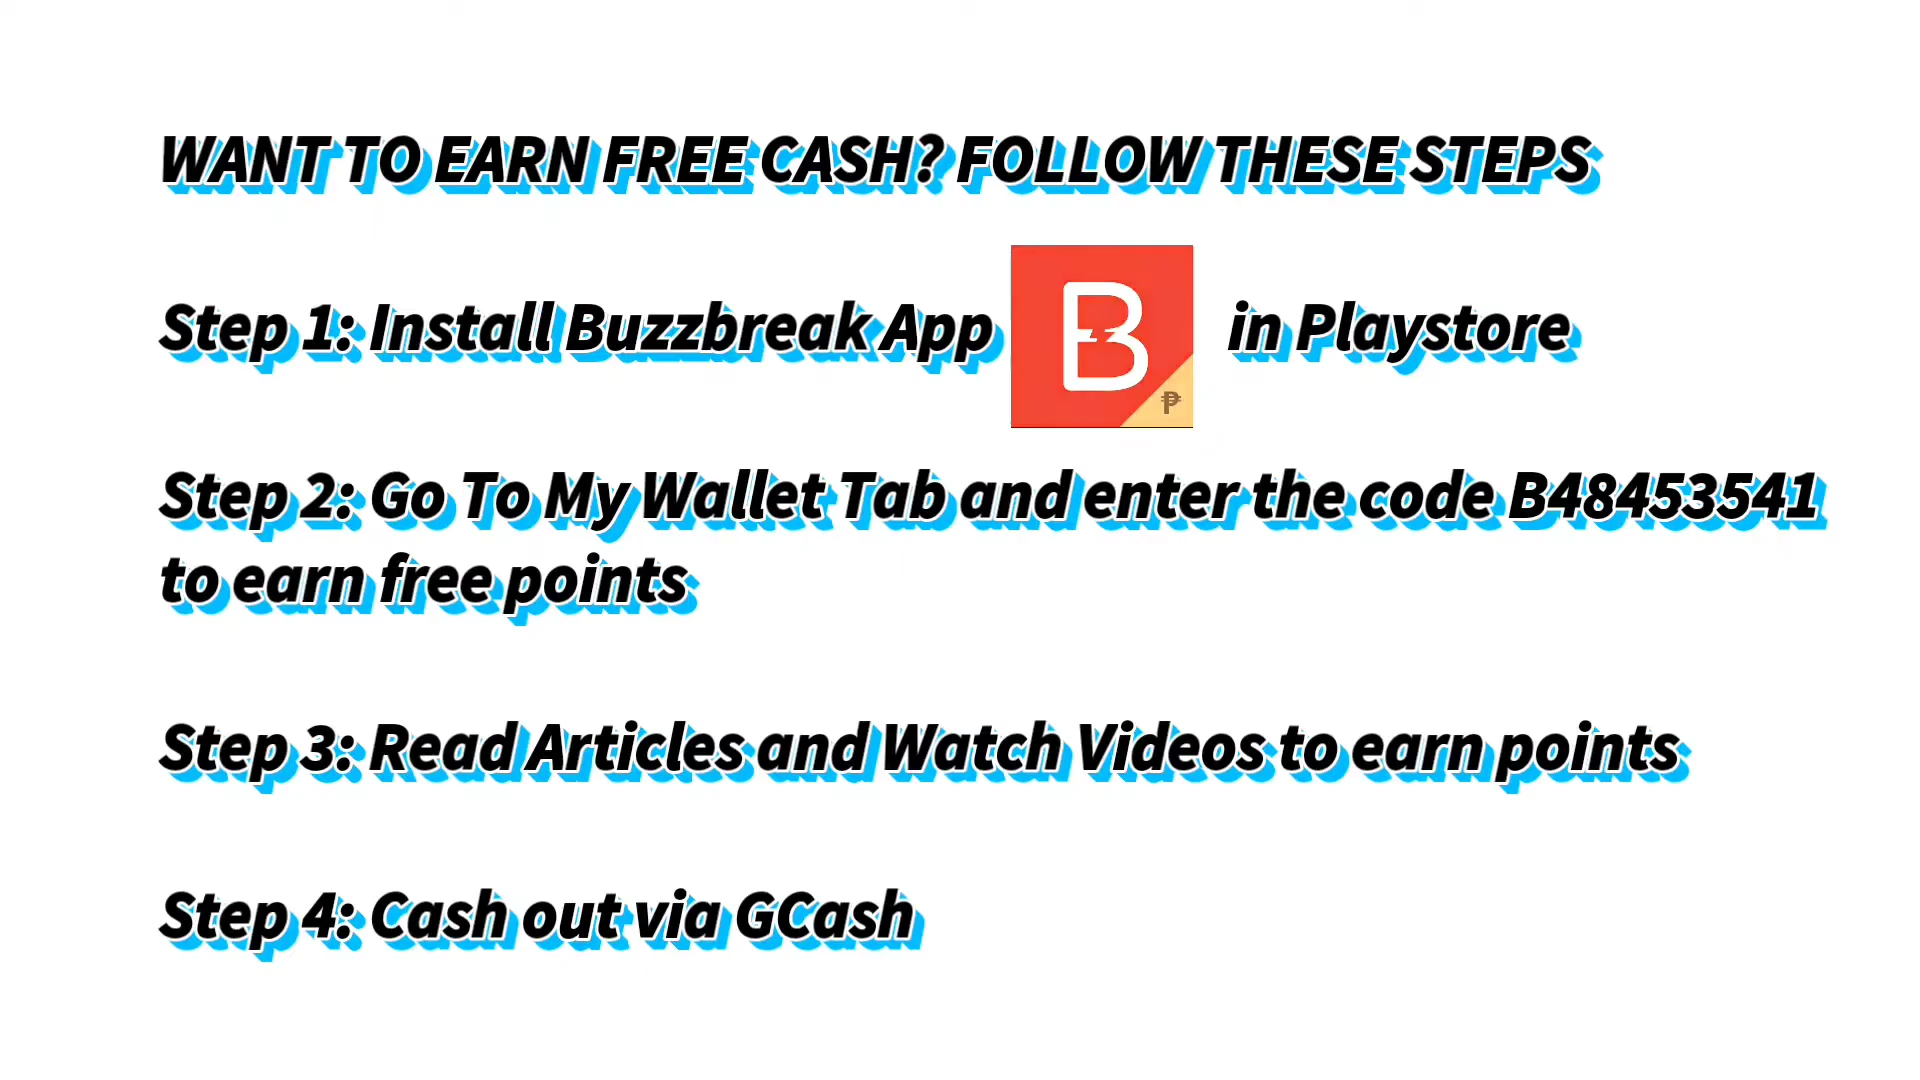 WANT TO EARN FREE CASH? FOLLOW THESE STEPS
Step 1: Install Buzzbreak App B ₱ in Playstore
Step 2: Go To My Wallet Tab and enter the code B48453541
to earn free points
Step 3: Read Articles and Watch Videos to earn points
Step 4: Cash out via GCash